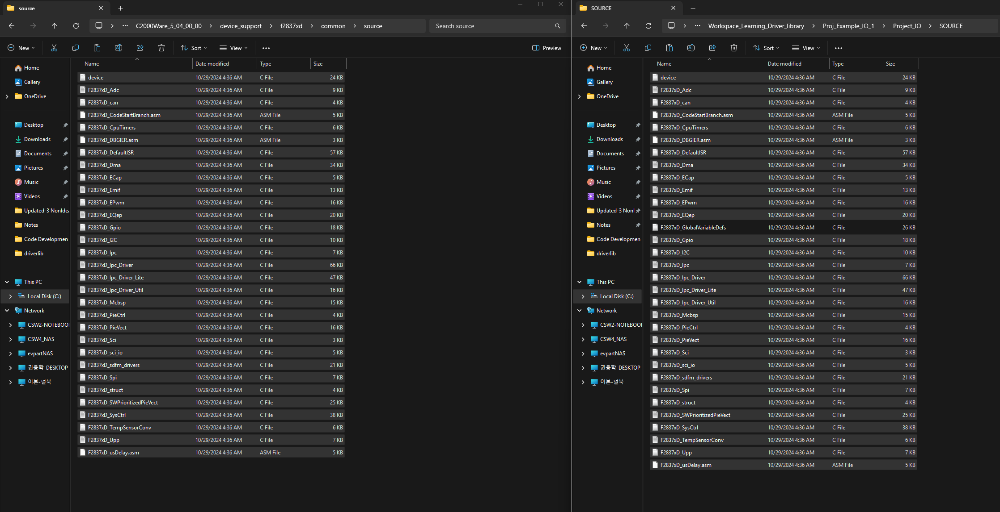 source
C2000Ware_5_04_00_00 device_support f2837xd common source
Search source
New Sort View Preview
Home
Gallery
OneDrive
Desktop
Downloads
Documents
Pictures
Music
Videos
Updated-3 NonIdea
Notes
Code Developmen
driverlib
This PC
Local Disk (C:)
Network
CSW2-NOTEBOO
CSW4_NAS
evpartNAS
권용학-DESKTOP
이본-널북
Name Date modified Type Size
device 10/29/2024 4:36 AM C File 24 KB
F2837xD_Adc 10/29/2024 4:36 AM C File 9 KB
F2837xD_can 10/29/2024 4:36 AM C File 4 KB
F2837xD_CodeStartBranch.asm 10/29/2024 4:36 AM ASM File 5 KB
F2837xD_CpuTimers 10/29/2024 4:36 AM C File 6 KB
F2837xD_DBGIER.asm 10/29/2024 4:36 AM ASM File 3 KB
F2837xD_DefaultISR 10/29/2024 4:36 AM C File 57 KB
F2837xD_Dma 10/29/2024 4:36 AM C File 34 KB
F2837xD_ECap 10/29/2024 4:36 AM C File 5 KB
F2837xD_Emif 10/29/2024 4:36 AM C File 13 KB
F2837xD_EPwm 10/29/2024 4:36 AM C File 16 KB
F2837xD_EQep 10/29/2024 4:36 AM C File 20 KB
F2837xD_Gpio 10/29/2024 4:36 AM C File 18 KB
F2837xD_I2C 10/29/2024 4:36 AM C File 10 KB
F2837xD_Ipc 10/29/2024 4:36 AM C File 7 KB
F2837xD_Ipc_Driver 10/29/2024 4:36 AM C File 66 KB
F2837xD_Ipc_Driver_Lite 10/29/2024 4:36 AM C File 47 KB
F2837xD_Ipc_Driver_Util 10/29/2024 4:36 AM C File 16 KB
F2837xD_Mcbsp 10/29/2024 4:36 AM C File 15 KB
F2837xD_PieCtrl 10/29/2024 4:36 AM C File 4 KB
F2837xD_PieVect 10/29/2024 4:36 AM C File 16 KB
F2837xD_Sci 10/29/2024 4:36 AM C File 3 KB
F2837xD_sci_io 10/29/2024 4:36 AM C File 5 KB
F2837xD_sdfm_drivers 10/29/2024 4:36 AM C File 21 KB
F2837xD_Spi 10/29/2024 4:36 AM C File 7 KB
F2837xD_struct 10/29/2024 4:36 AM C File 4 KB
F2837xD_SWPrioritizedPieVect 10/29/2024 4:36 AM C File 25 KB
F2837xD_SysCtrl 10/29/2024 4:36 AM C File 38 KB
F2837xD_TempSensorConv 10/29/2024 4:36 AM C File 6 KB
F2837xD_Upp 10/29/2024 4:36 AM C File 7 KB
F2837xD_usDelay.asm 10/29/2024 4:36 AM ASM File 5 KB
SOURCE
Workspace_Learning_Driver_library Proj_Example_IO_1 Project_IO SOURCE
New Sort View
Home
Gallery
OneDrive
Desktop
Downloads
Documents
Pictures
Music
Videos
Updated-3 NonI
Notes
Code Developmen
driverlib
This PC
Local Disk (C:)
Network
CSW2-NOTEBOO
CSW4_NAS
evpartNAS
권용학-DESKTOP
이본-널북
Name Date modified Type Size
device 10/29/2024 4:36 AM C File 24 KB
F2837xD_Adc 10/29/2024 4:36 AM C File 9 KB
F2837xD_can 10/29/2024 4:36 AM C File 4 KB
F2837xD_CodeStartBranch.asm 10/29/2024 4:36 AM ASM File 5 KB
F2837xD_CpuTimers 10/29/2024 4:36 AM C File 6 KB
F2837xD_DBGIER.asm 10/29/2024 4:36 AM ASM File 3 KB
F2837xD_DefaultISR 10/29/2024 4:36 AM C File 57 KB
F2837xD_Dma 10/29/2024 4:36 AM C File 34 KB
F2837xD_ECap 10/29/2024 4:36 AM C File 5 KB
F2837xD_Emif 10/29/2024 4:36 AM C File 13 KB
F2837xD_EPwm 10/29/2024 4:36 AM C File 16 KB
F2837xD_EQep 10/29/2024 4:36 AM C File 20 KB
F2837xD_GlobalVariableDefs 10/29/2024 4:36 AM C File 26 KB
F2837xD_Gpio 10/29/2024 4:36 AM C File 18 KB
F2837xD_I2C 10/29/2024 4:36 AM C File 10 KB
F2837xD_Ipc 10/29/2024 4:36 AM C File 7 KB
F2837xD_Ipc_Driver 10/29/2024 4:36 AM C File 66 KB
F2837xD_Ipc_Driver_Lite 10/29/2024 4:36 AM C File 47 KB
F2837xD_Ipc_Driver_Util 10/29/2024 4:36 AM C File 16 KB
F2837xD_Mcbsp 10/29/2024 4:36 AM C File 15 KB
F2837xD_PieCtrl 10/29/2024 4:36 AM C File 4 KB
F2837xD_PieVect 10/29/2024 4:36 AM C File 16 KB
F2837xD_Sci 10/29/2024 4:36 AM C File 3 KB
F2837xD_sci_io 10/29/2024 4:36 AM C File 5 KB
F2837xD_sdfm_drivers 10/29/2024 4:36 AM C File 21 KB
F2837xD_Spi 10/29/2024 4:36 AM C File 7 KB
F2837xD_struct 10/29/2024 4:36 AM C File 4 KB
F2837xD_SWPrioritizedPieVect 10/29/2024 4:36 AM C File 25 KB
F2837xD_SysCtrl 10/29/2024 4:36 AM C File 38 KB
F2837xD_TempSensorConv 10/29/2024 4:36 AM C File 6 KB
F2837xD_Upp 10/29/2024 4:36 AM C File 7 KB
F2837xD_usDelay.asm 10/29/2024 4:36 AM ASM File 5 KB